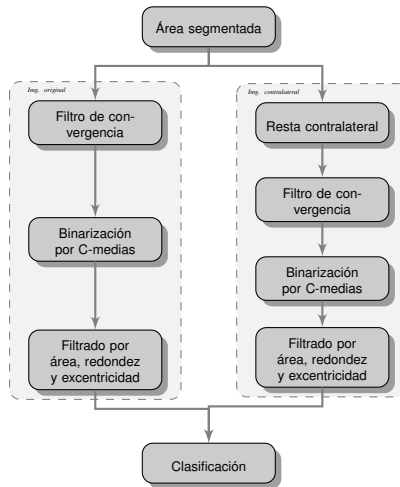 Área segmentada
Img. original
Filtro de con-
vergencia
Binarización
por C-medias
Filtrado por
área, redondez
y excentricidad
Img. contralateral
Resta contralateral
Filtro de con-
vergencia
Binarización
por C-medias
Filtrado por
área, redondez
y excentricidad
Clasificación